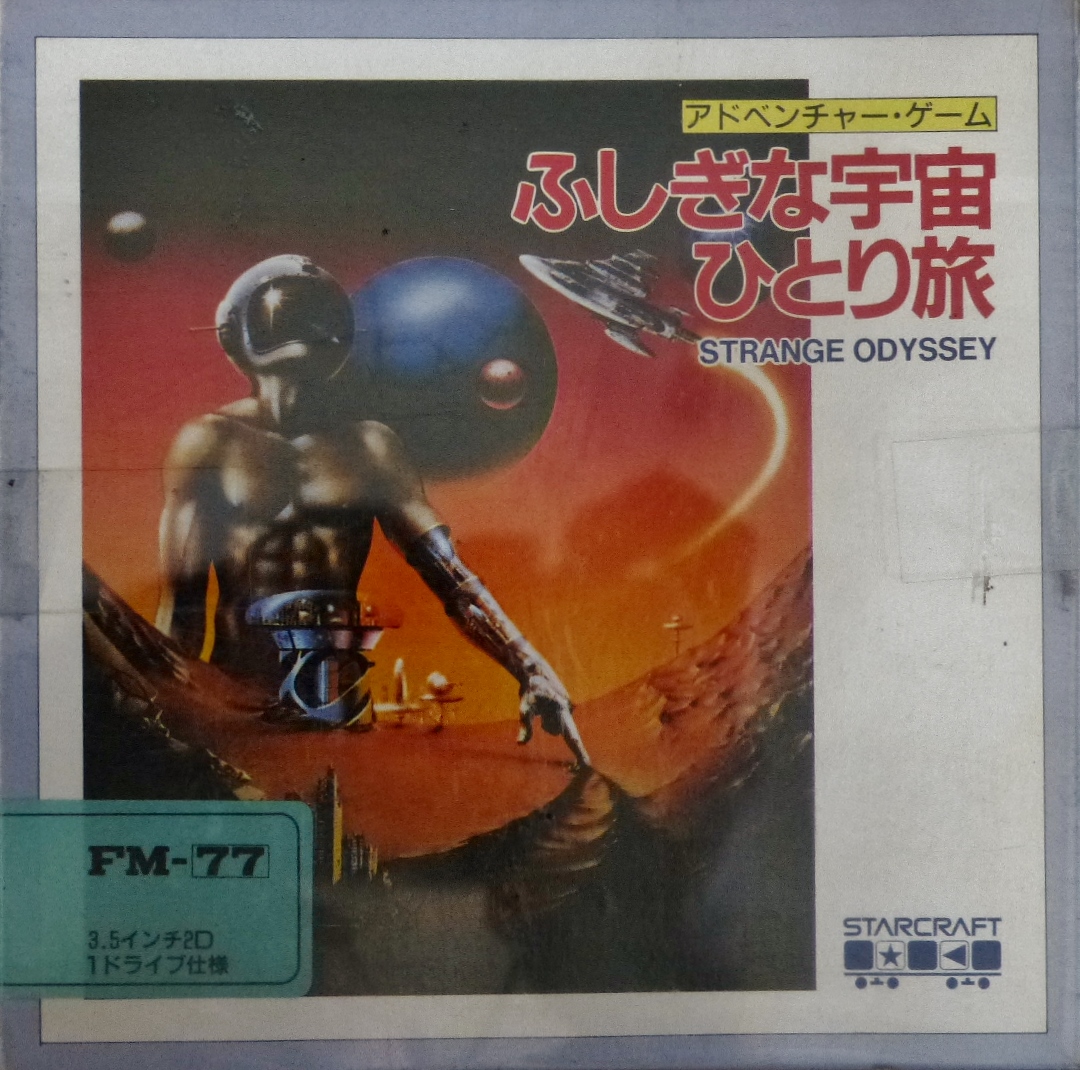 アドベンチャー・ゲーム
ふしぎな宇宙
ひとり旅
STRANGE ODYSSEY
FM-77
3.5インチ2D
1ドライブ仕様
STARCRAFT